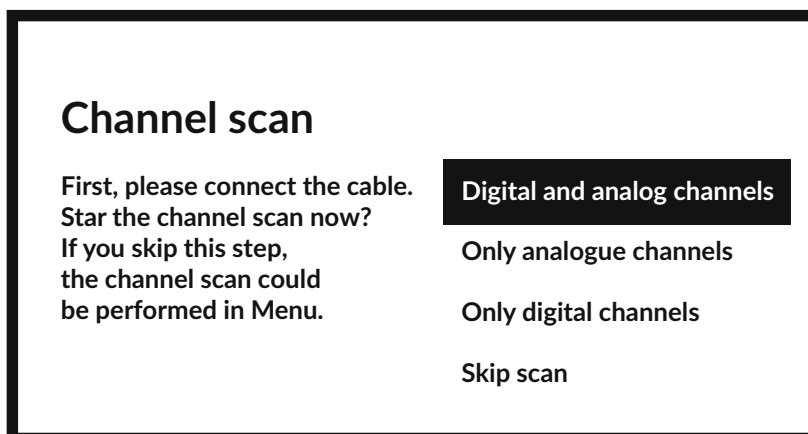 Channel scan
First, please connect the cable.
Star the channel scan now?
If you skip this step,
the channel scan could
be performed in Menu.
Digital and analog channels
Only analogue channels
Only digital channels
Skip scan